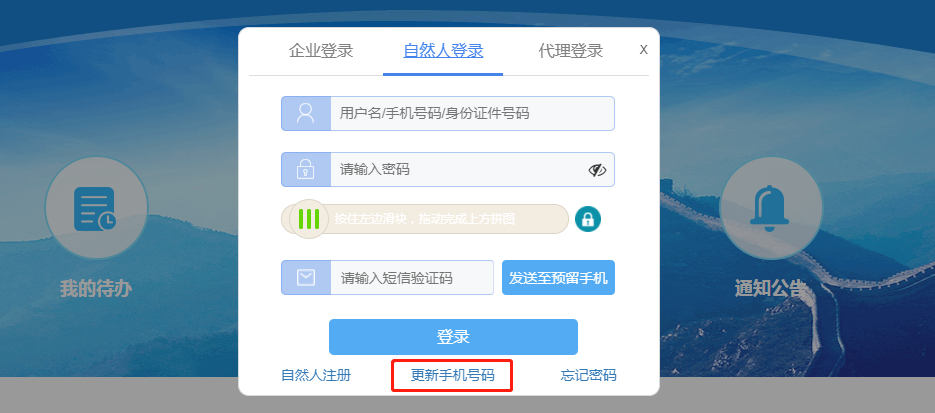 企业登录 自然人登录 代理登录 X
用户名/手机号码/身份证件号码
请输入密码
按住左边滑块，拖动完成上方拼图
请输入短信验证码 发送至预留手机
我的待办 通知公告
登录
自然人注册 更新手机号码 忘记密码